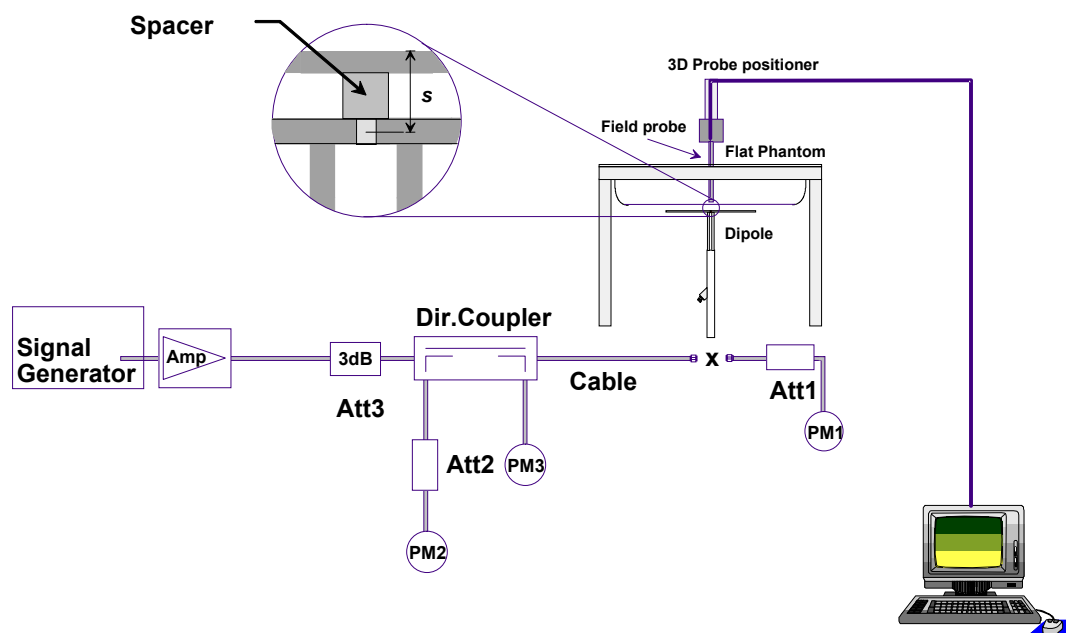 Spacer
s
3D Probe positioner
Field probe
Flat Phantom
Dipole
Signal
Generator
Amp
3dB
Att3
Dir.Coupler
Cable
x
Att1
PM1
Att2
PM3
PM2